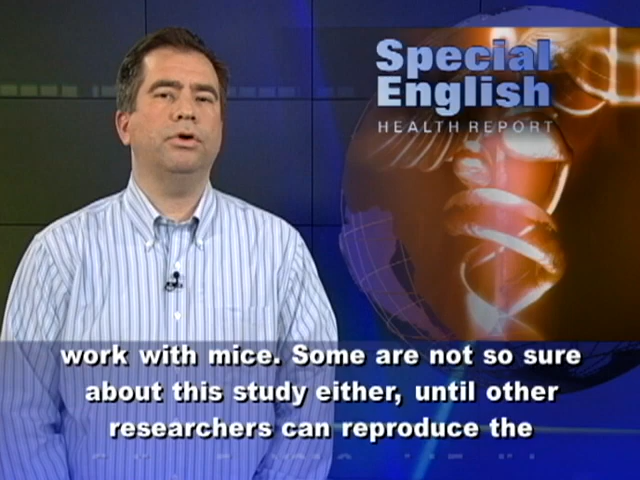 Special
English
HEALTH REPORT
work with mice. Some are not so sure
about this study either, until other
researchers can reproduce the